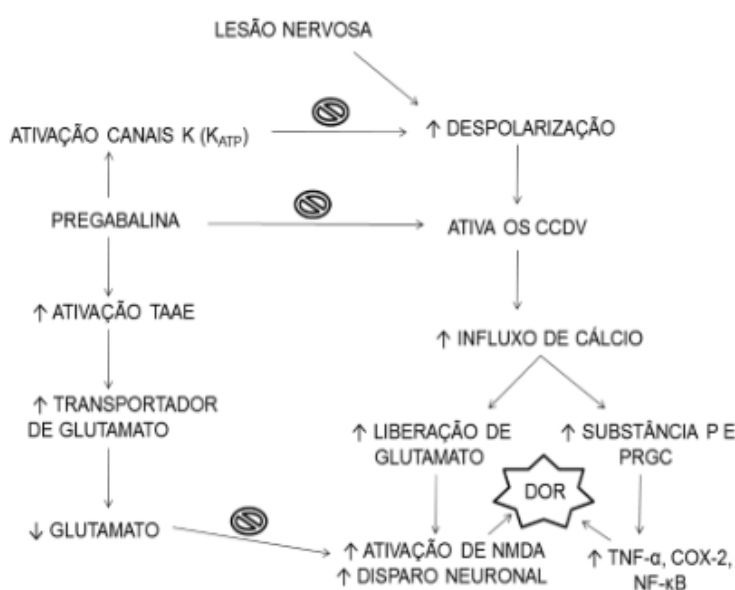 LESÃO NERVOSA
ATIVAÇÃO CANAIS K (KATP)
↑ DESPOLARIZAÇÃO
PREGABALINA
ATIVA OS CCDV
↑ ATIVAÇÃO TAAE
↑ INFLUXO DE CÁLCIO
↑ TRANSPORTADOR
DE GLUTAMATO
↑ LIBERAÇÃO DE
GLUTAMATO
↑ SUBSTÂNCIA P E
PRGC
DOR
↓ GLUTAMATO
↑ ATIVAÇÃO DE NMDA
↑ DISPARO NEURONAL
↑ TNF-α, COX-2,
NF-κB